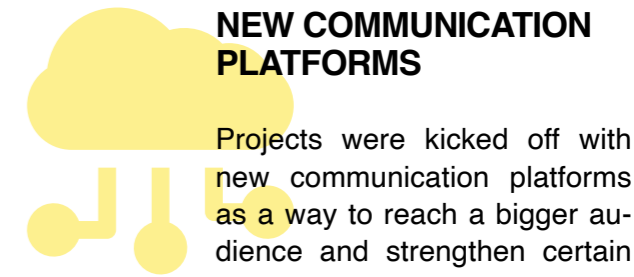 NEW COMMUNICATION
PLATFORMS
Projects were kicked off with
new communication platforms
as a way to reach a bigger au-
dience and strengthen certain